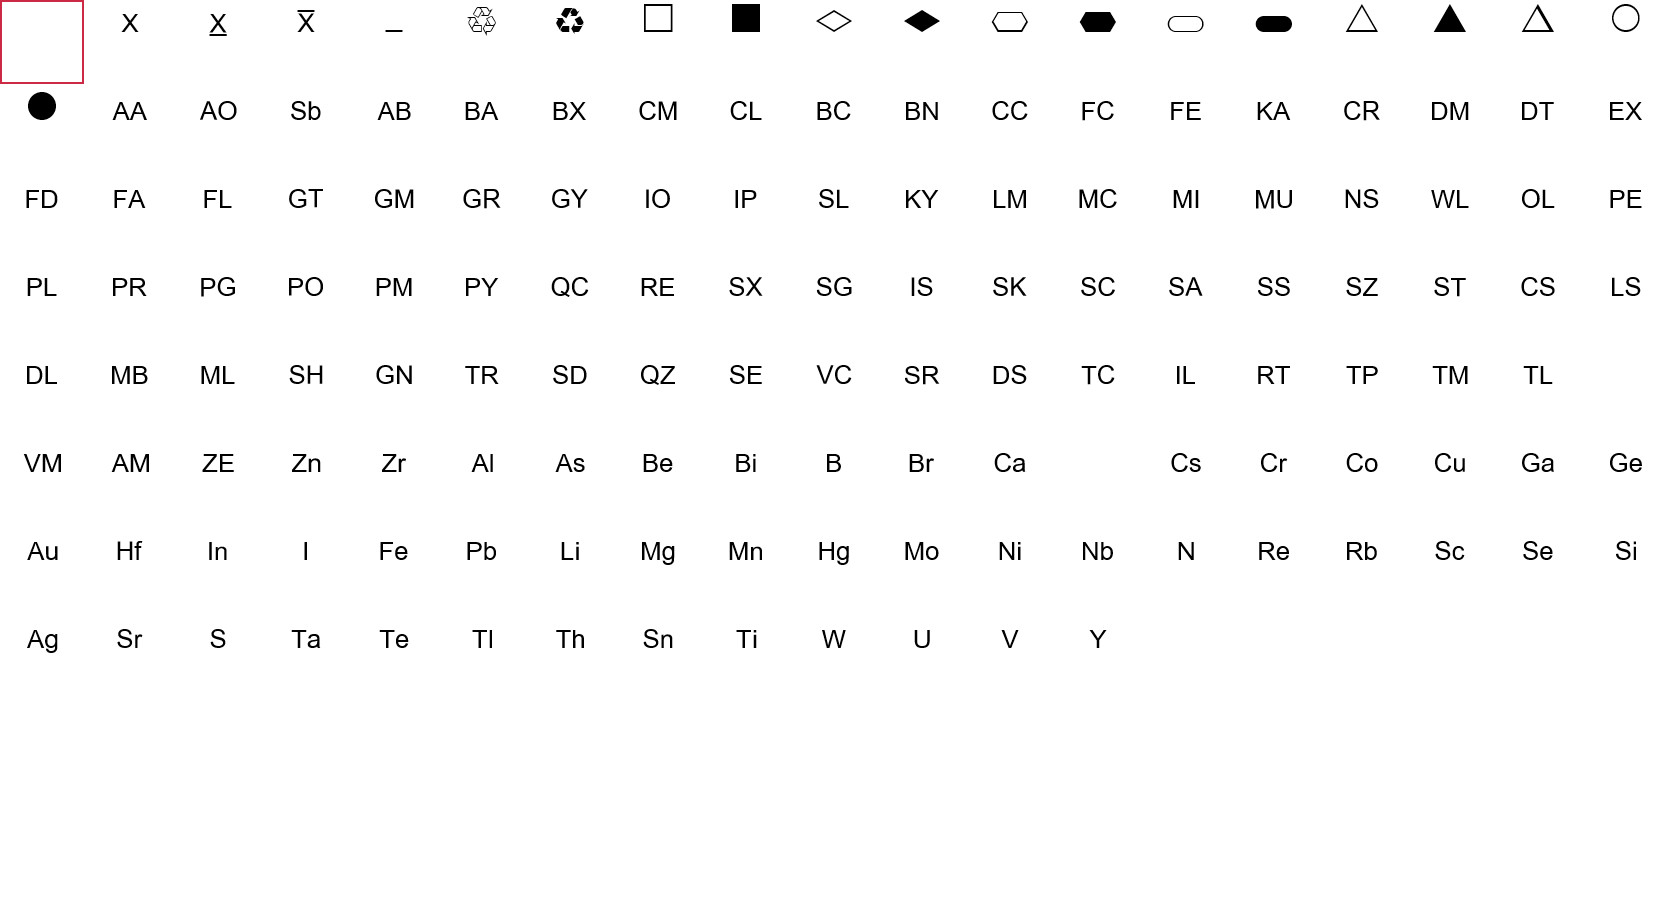 X X X _ ♲ ♻
AA AO Sb AB BA BX CM CL BC BN CC FC FE KA CR DM DT EX
FD FA FL GT GM GR GY IO IP SL KY LM MC MI MU NS WL OL PE
PL PR PG PO PM PY QC RE SX SG IS SK SC SA SS SZ ST CS LS
DL MB ML SH GN TR SD QZ SE VC SR DS TC IL RT TP TM TL
VM AM ZE Zn Zr Al As Be Bi B Br Ca Cs Cr Co Cu Ga Ge
Au Hf In I Fe Pb Li Mg Mn Hg Mo Ni Nb N Re Rb Sc Se Si
Ag Sr S Ta Te Tl Th Sn Ti W U V Y